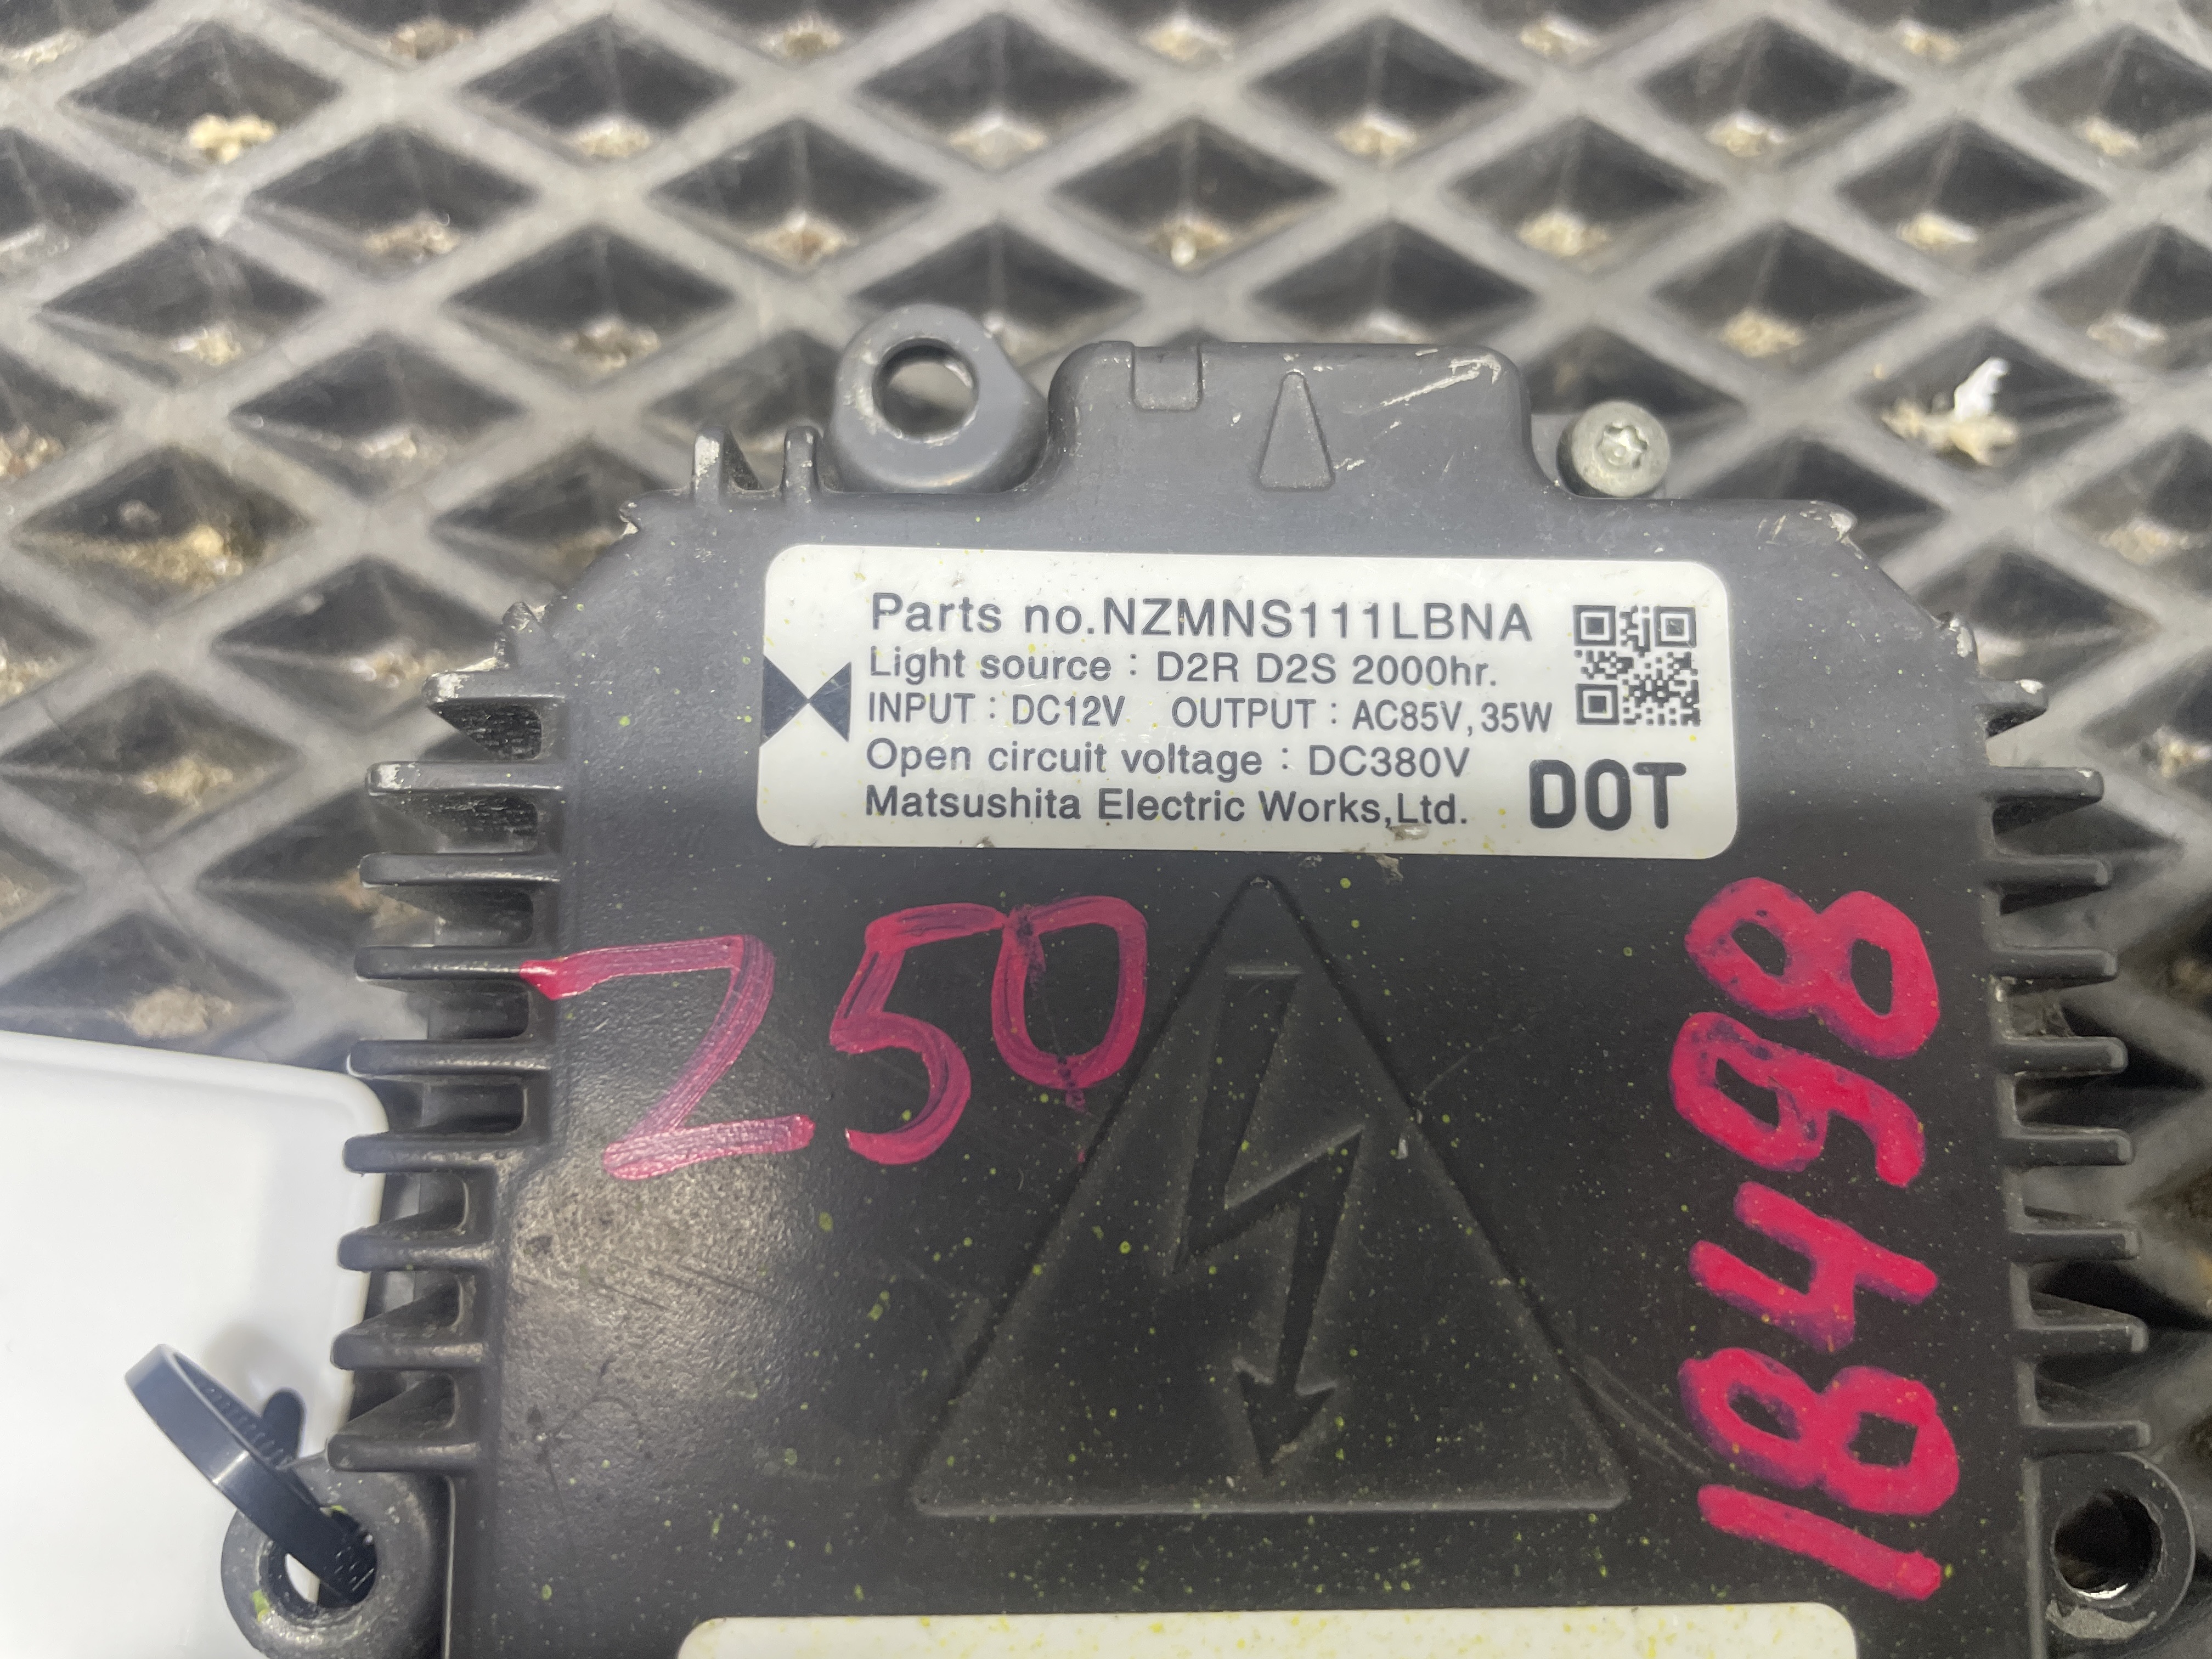 Parts no.NZMNS111LBNA
Light source : D2R D2S 2000hr.
INPUT : DC12V OUTPUT : AC85V, 35W
Open circuit voltage : DC380V
Matsushita Electric Works,Ltd. DOT
250
18498